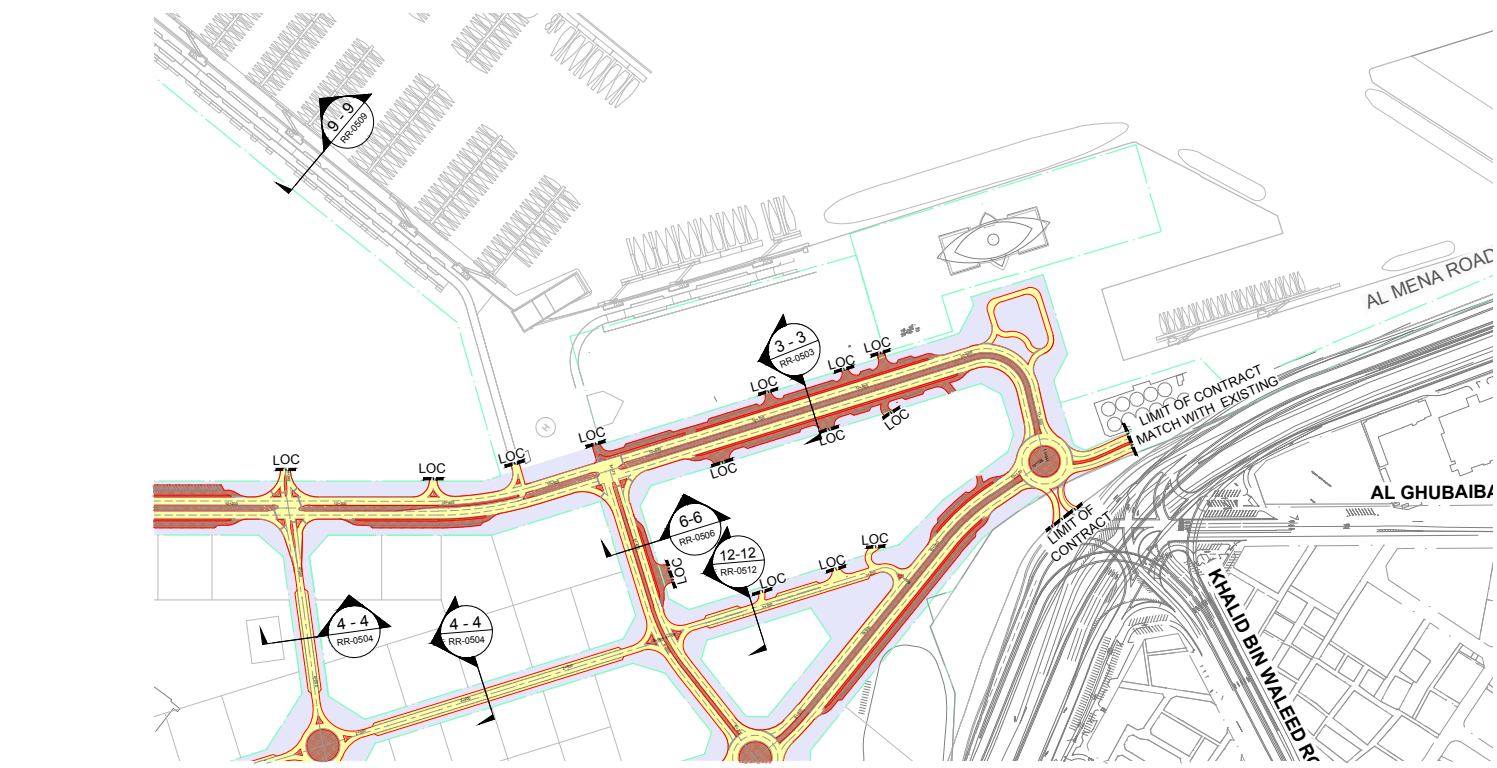 9 - 9
RR-0509
AL MENA ROAD
3 - 3
RR-0503
LOC
LOC
LOC
LIMIT OF CONTRACT
MATCH WITH EXISTING
LOC
LOC
LOC
LOC
LOC
LOC
LOC
H
LOC
AL GHUBAIBA
6-6
RR-0506
LIMIT OF
CONTRACT
12-12
RR-0512
LOC
LOC
LOC
LOC
KHALID BIN WALEED RO
4 - 4
RR-0504
4 - 4
RR-0504